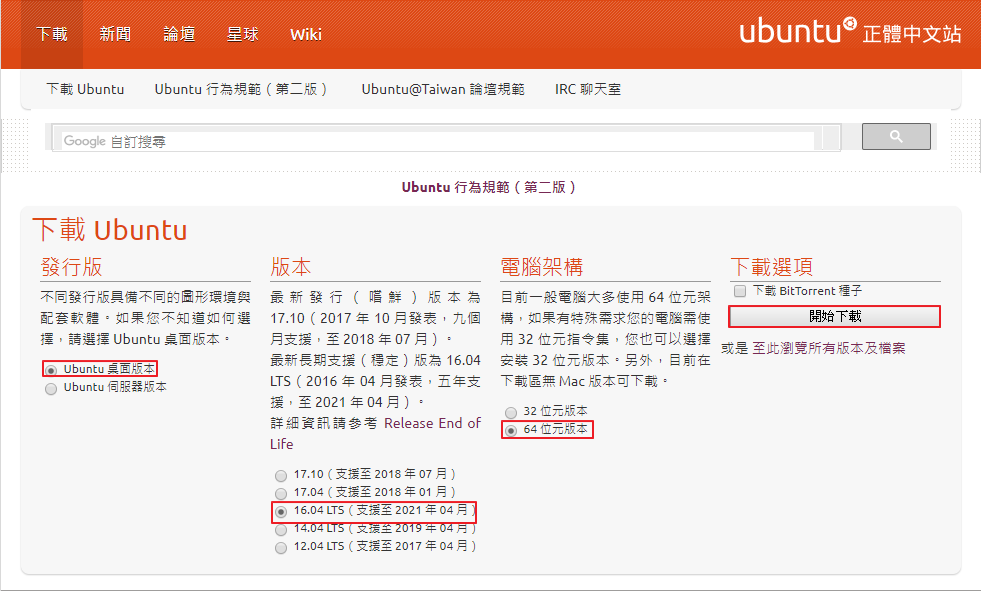 下載 新聞 論壇 星球 Wiki ubuntu 正體中文站
下載 Ubuntu Ubuntu 行為規範（第二版） Ubuntu@Taiwan 論壇規範 IRC 聊天室
Google 自訂搜尋
Ubuntu 行為規範（第二版）
下載 Ubuntu
發行版
不同發行版具備不同的圖形環境與
配套軟體。如果您不知道如何選
擇，請選擇 Ubuntu 桌面版本。
Ubuntu 桌面版本
Ubuntu 伺服器版本
版本
最新發行（嚐鮮）版本為
17.10（2017 年 10 月發表，九個
月支援，至 2018 年 07 月）。
最新長期支援（穩定）版為 16.04
LTS（2016 年 04 月發表，五年支
援，至 2021 年 04 月）。
詳細資訊請參考 Release End of
Life
17.10（支援至 2018 年 07 月）
17.04（支援至 2018 年 01 月）
16.04 LTS（支援至 2021 年 04 月）
14.04 LTS（支援至 2019 年 04 月）
12.04 LTS（支援至 2017 年 04 月）
電腦架構
目前一般電腦大多使用 64 位元架
構，如果有特殊需求您的電腦需使
用 32 位元指令集，您也可以選擇
安裝 32 位元版本。另外，目前在
下載區無 Mac 版本可下載。
32 位元版本
64 位元版本
下載選項
下載 BitTorrent 種子
開始下載
或是 至此瀏覽所有版本及檔案